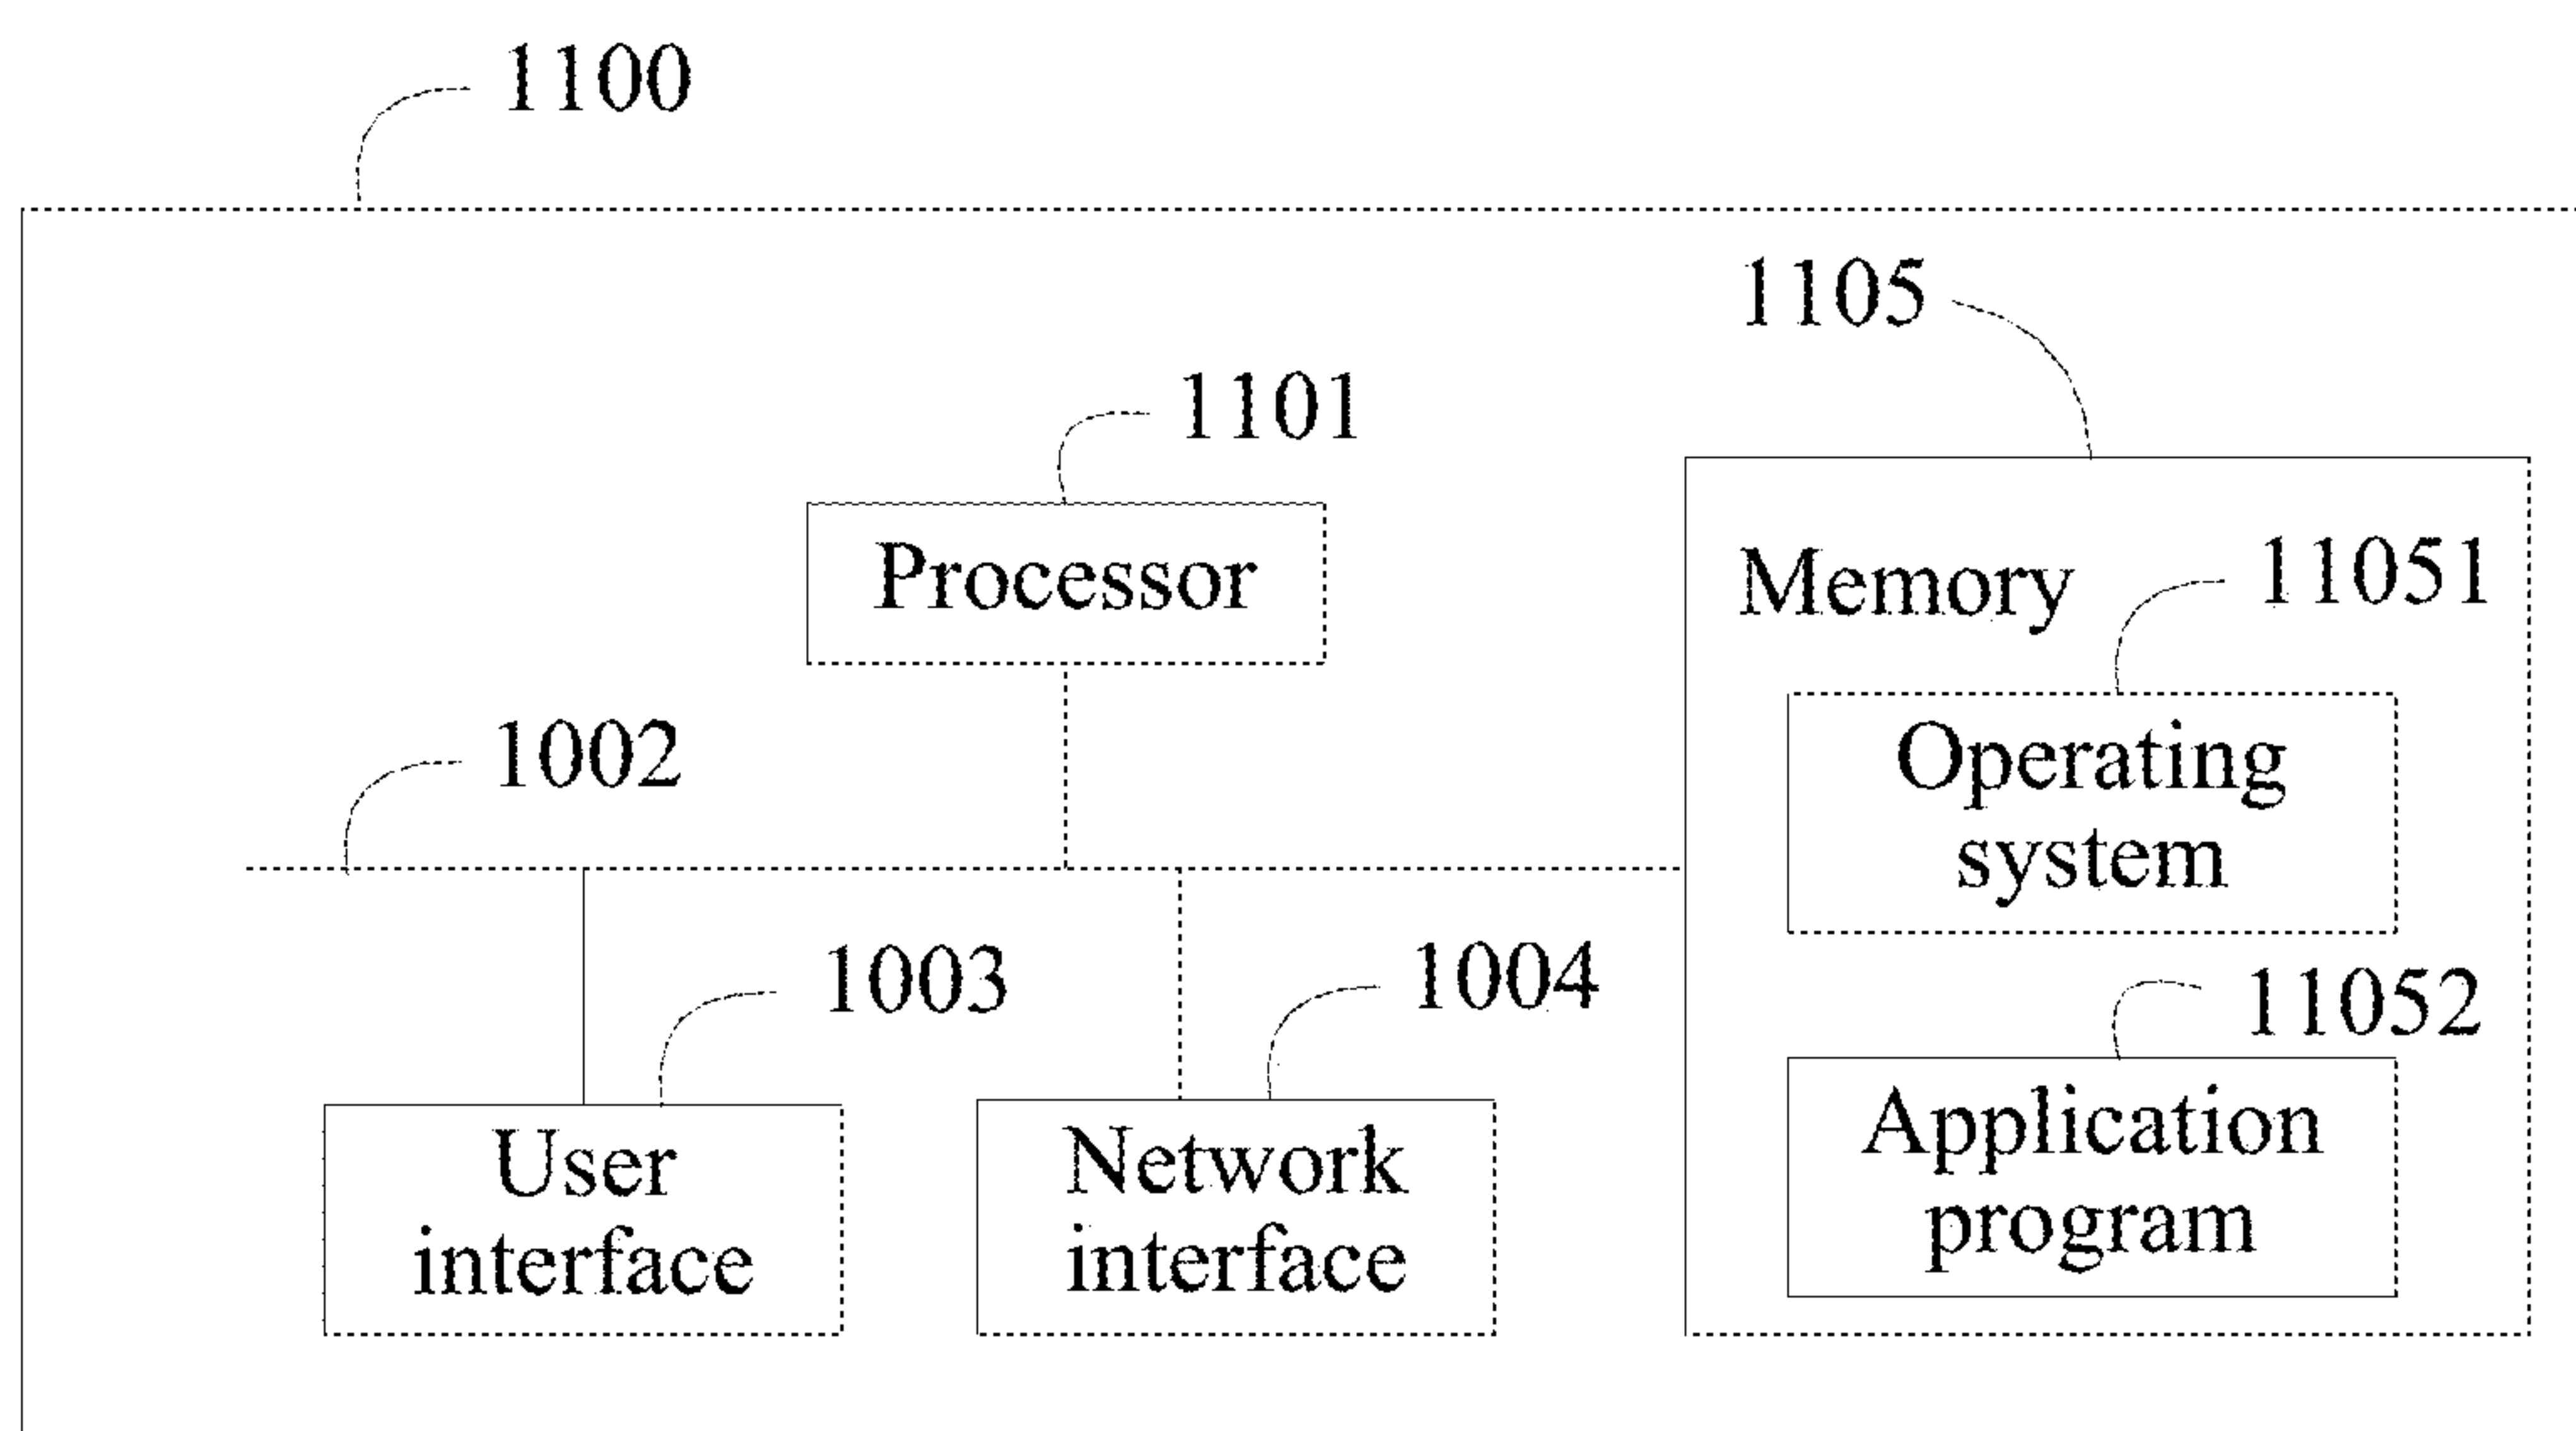 1100
1105
1101
Processor
Memory
11051
1002
Operating
system
1003
1004
11052
User
interface
Network
interface
Application
program